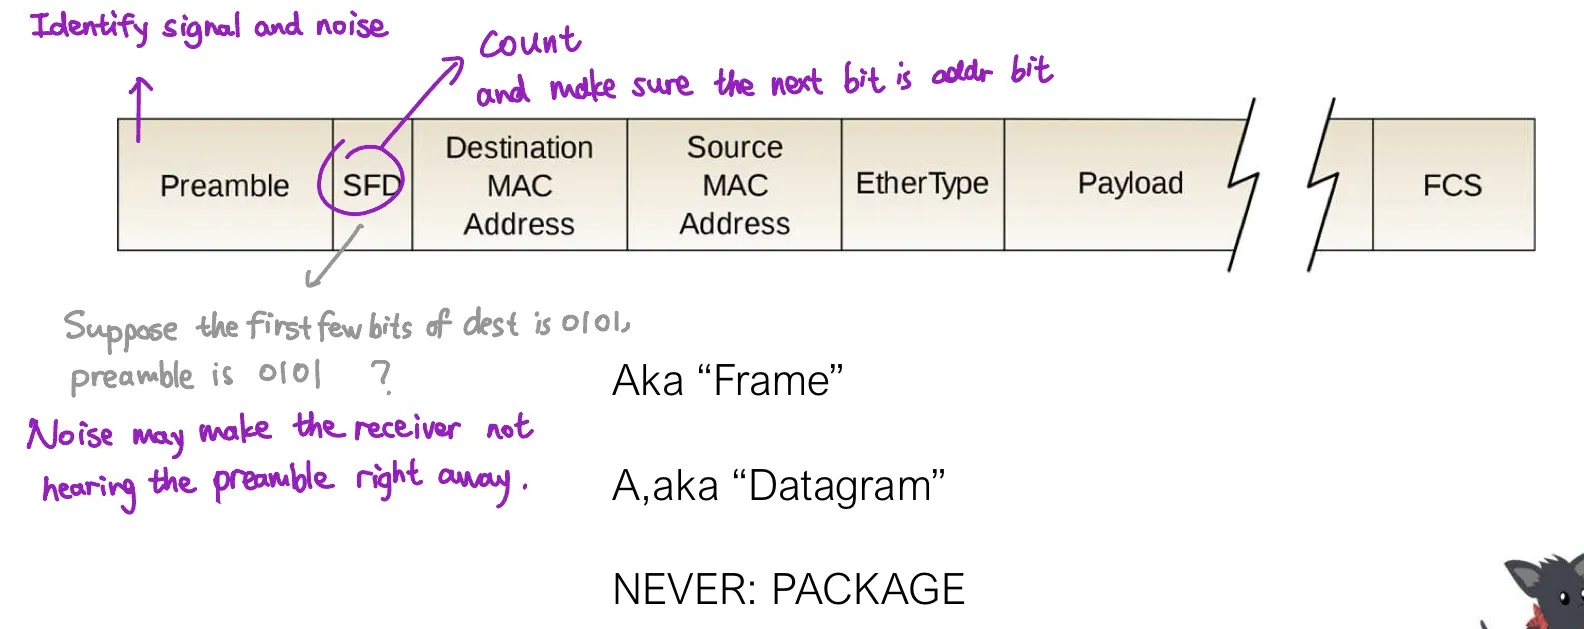 Identify signal and noise
Count
and make sure the next bit is addr bit
Preamble
SFD
Destination
MAC
Address
Source
MAC
Address
EtherType
Payload
FCS
Suppose the first few bits of dest is 0101,
preamble is 0101 ?
Noise may make the receiver not
hearing the preamble right away.
Aka “Frame”
A,aka “Datagram”
NEVER: PACKAGE